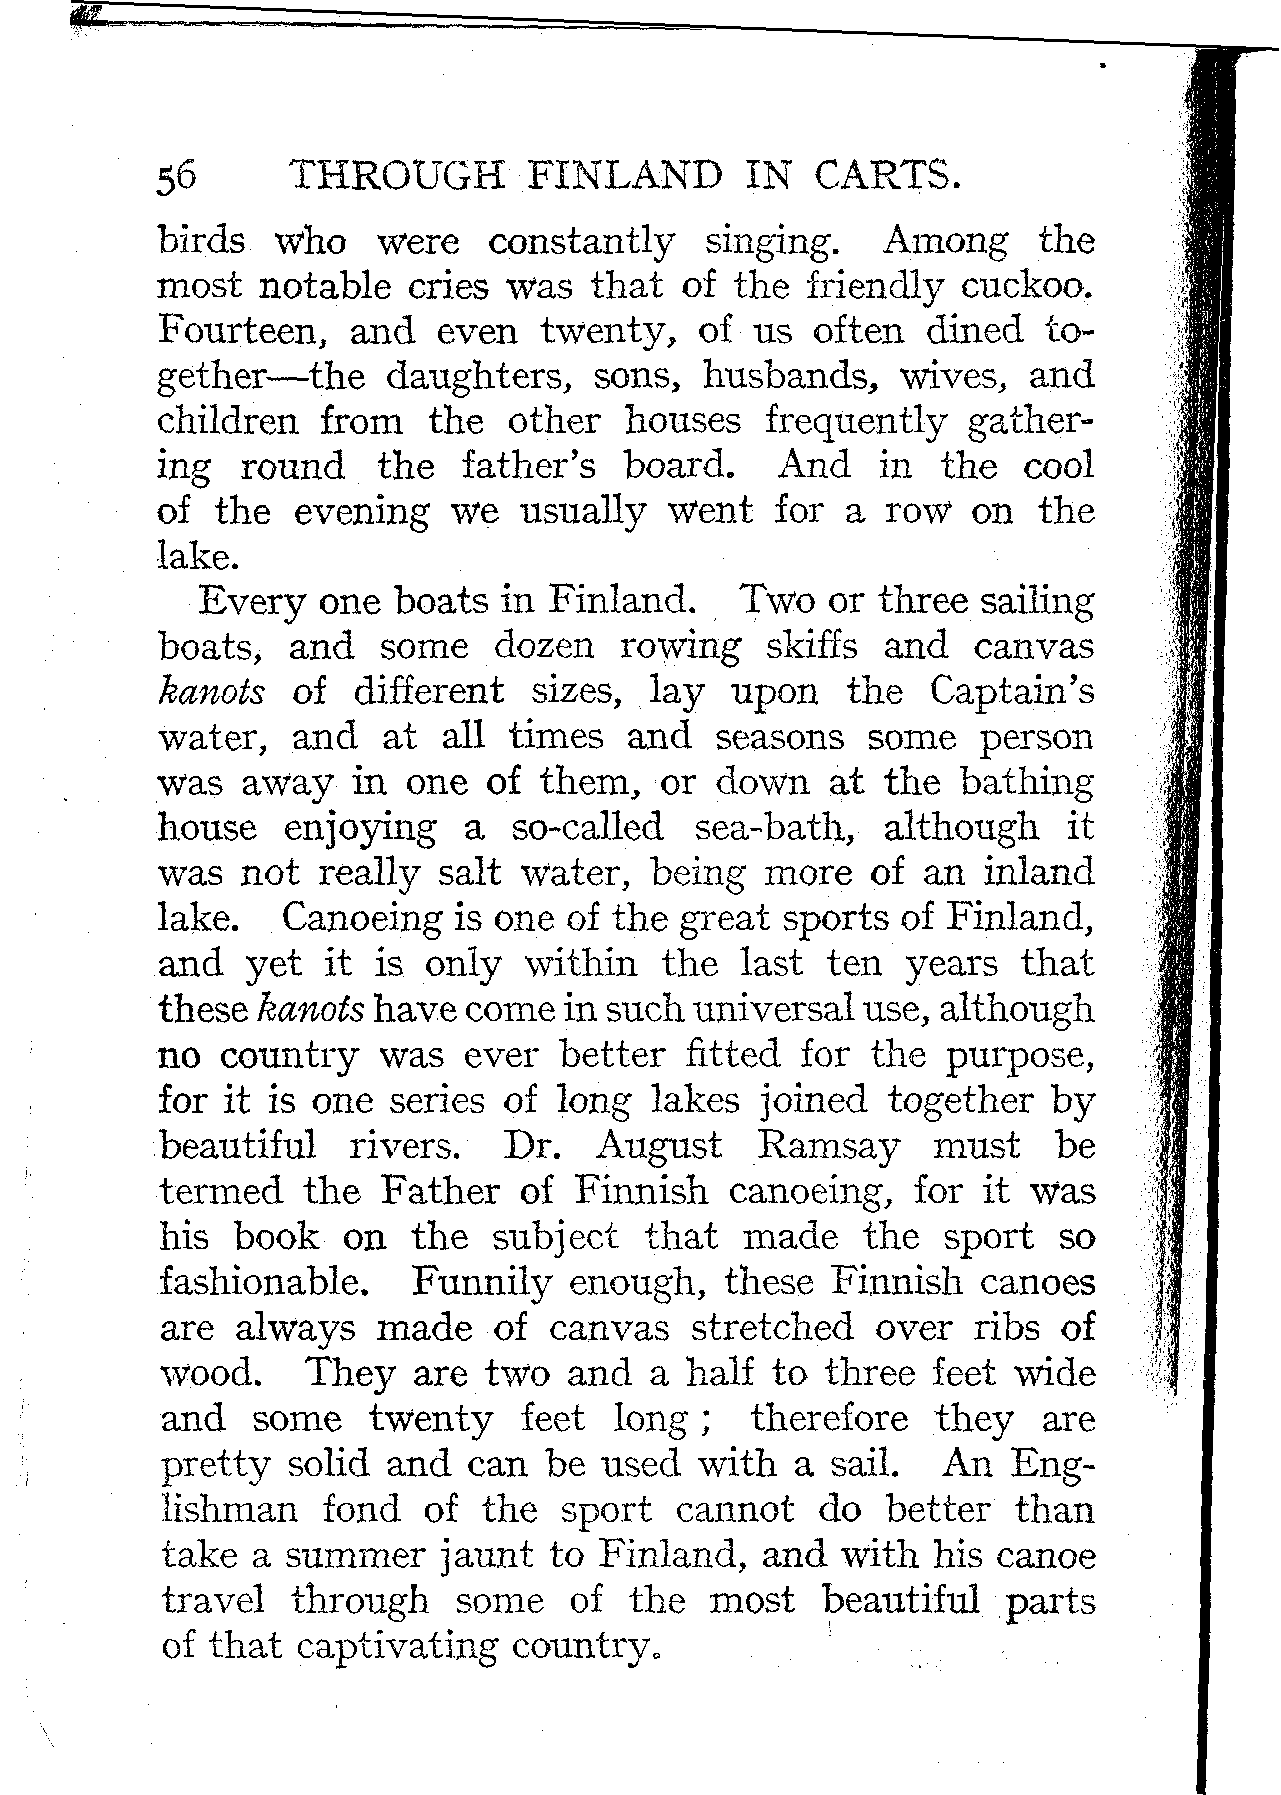 56 THROUGH FINLAND IN CARTS.
birds who were constantly singing. Among the
most notable cries was that of the friendly cuckoo.
Fourteen, and even twenty, of us often dined to-
gether—the daughters, sons, husbands, wives, and
children from the other houses frequently gather-
ing round the father's board. And in the cool
of the evening we usually went for a row on the
lake.
Every one boats in Finland. Two or three sailing
boats, and some dozen rowing skiffs and canvas
kanots of different sizes, lay upon the Captain's
water, and at all times and seasons some person
was away in one of them, or down at the bathing
house enjoying a so-called sea-bath, although it
was not really salt water, being more of an inland
lake. Canoeing is one of the great sports of Finland,
and yet it is only within the last ten years that
these kanots have come in such universal use, although
no country was ever better fitted for the purpose,
for it is one series of long lakes joined together by
beautiful rivers. Dr. August Ramsay must be
termed the Father of Finnish canoeing, for it was
his book on the subject that made the sport so
fashionable. Funnily enough, these Finnish canoes
are always made of canvas stretched over ribs of
wood. They are two and a half to three feet wide
and some twenty feet long ; therefore they are
pretty solid and can be used with a sail. An Eng-
lishman fond of the sport cannot do better than
take a summer jaunt to Finland, and with his canoe
travel through some of the most beautiful parts
of that captivating country.